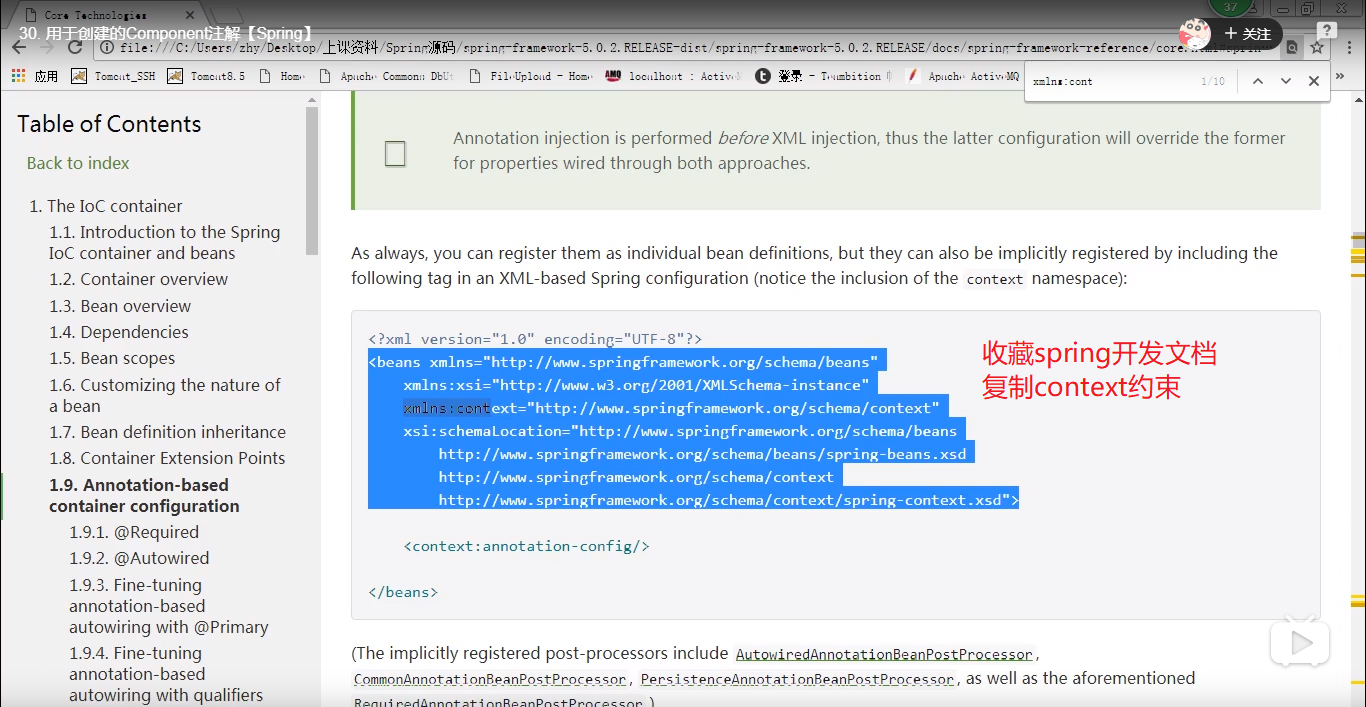 Core Technologies
37
30. 用于创建的Component注解【Spring】
file:///C:/Users/zhy/Desktop/上课资料/Spring源码/spring-framework-5.0.2.RELEASE-dist/spring-framework-5.0.2.RELEASE/docs/spring-framework-reference/core.html#spring
+ 关注
?
应用
Tomcat_SSH
Tomcat8.5
Home
Apache Commons DbUt
FileUpload – Home
localhost : Active
登录 - Teambition
Apache ActiveMQ
xmlns:cont
1/10
Table of Contents
Back to index
1. The IoC container
1.1. Introduction to the Spring
IoC container and beans
1.2. Container overview
1.3. Bean overview
1.4. Dependencies
1.5. Bean scopes
1.6. Customizing the nature of
a bean
1.7. Bean definition inheritance
1.8. Container Extension Points
1.9. Annotation-based
container configuration
1.9.1. @Required
1.9.2. @Autowired
1.9.3. Fine-tuning
annotation-based
autowiring with @Primary
1.9.4. Fine-tuning
annotation-based
autowiring with qualifiers
Annotation injection is performed before XML injection, thus the latter configuration will override the former
for properties wired through both approaches.
As always, you can register them as individual bean definitions, but they can also be implicitly registered by including the
following tag in an XML-based Spring configuration (notice the inclusion of the context namespace):
<?xml version="1.0" encoding="UTF-8"?>
<beans xmlns="http://www.springframework.org/schema/beans"
xmlns:xsi="http://www.w3.org/2001/XMLSchema-instance"
xmlns:context="http://www.springframework.org/schema/context"
xsi:schemaLocation="http://www.springframework.org/schema/beans
http://www.springframework.org/schema/beans/spring-beans.xsd
http://www.springframework.org/schema/context
http://www.springframework.org/schema/context/spring-context.xsd">
<context:annotation-config/>
</beans>
收藏spring开发文档
复制context约束
(The implicitly registered post-processors include AutowiredAnnotationBeanPostProcessor,
CommonAnnotationBeanPostProcessor, PersistenceAnnotationBeanPostProcessor, as well as the aforementioned
RequiredAnnotationBeanPostProcessor.)